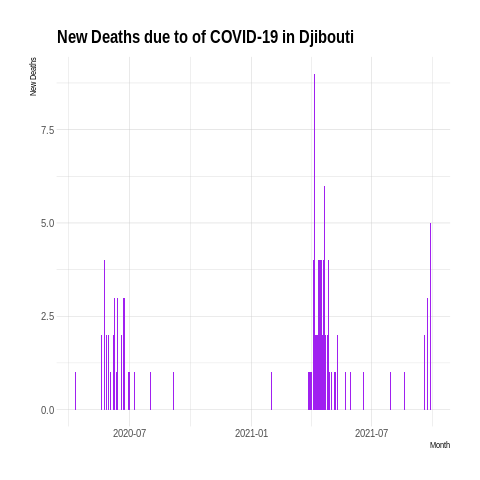 New Deaths due to of COVID-19 in Djibouti
New Deaths
7.5
5.0
2.5
0.0
2020-07 2021-01 2021-07
Month